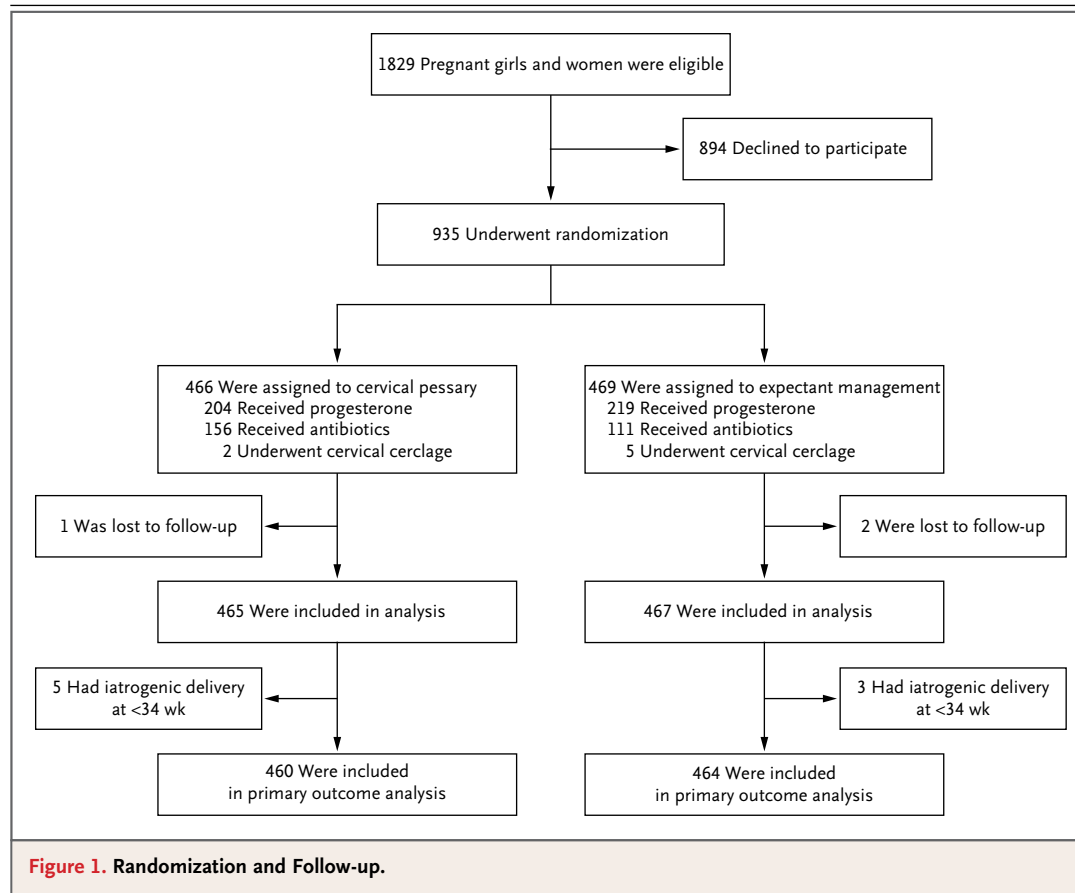 1829 Pregnant girls and women were eligible
894 Declined to participate
935 Underwent randomization
466 Were assigned to cervical pessary
204 Received progesterone
156 Received antibiotics
2 Underwent cervical cerclage
469 Were assigned to expectant management
219 Received progesterone
111 Received antibiotics
5 Underwent cervical cerclage
1 Was lost to follow-up
2 Were lost to follow-up
465 Were included in analysis
467 Were included in analysis
5 Had iatrogenic delivery
at <34 wk
3 Had iatrogenic delivery
at <34 wk
460 Were included
in primary outcome analysis
464 Were included
in primary outcome analysis
Figure 1. Randomization and Follow-up.